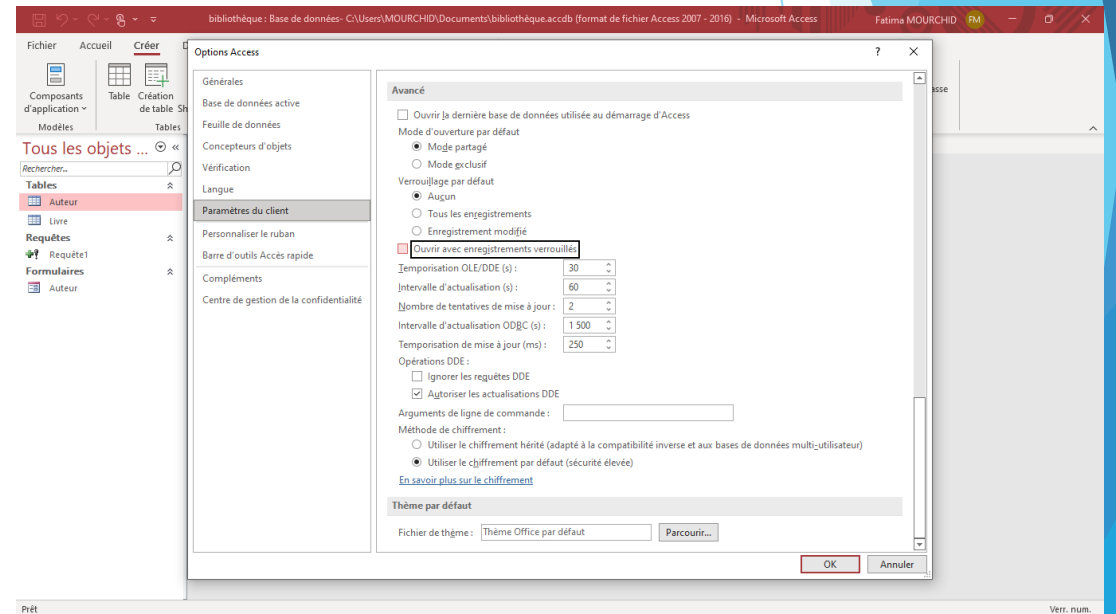 bibliothèque : Base de données- C:\Users\MOURCHID\Documents\bibliothèque.accdb (format de fichier Access 2007 - 2016) - Microsoft Access
Fatima MOURCHID
FM
Fichier
Accueil
Créer
Composants d'application
Table
Création de table
Modèles
Tables
Tous les objets ...
Rechercher...
Tables
Auteur
Livre
Requêtes
Requête1
Formulaires
Auteur
Options Access
?
Générales
Base de données active
Feuille de données
Concepteurs d'objets
Vérification
Langue
Paramètres du client
Personnaliser le ruban
Barre d'outils Accès rapide
Compléments
Centre de gestion de la confidentialité
Avancé
Ouvrir la dernière base de données utilisée au démarrage d'Access
Mode d'ouverture par défaut
Mode partagé
Mode exclusif
Verrouillage par défaut
Aucun
Tous les enregistrements
Enregistrement modifié
Ouvrir avec enregistrements verrouillés
Temporisation OLE/DDE (s) : 30
Intervalle d'actualisation (s) : 60
Nombre de tentatives de mise à jour : 2
Intervalle d'actualisation ODBC (s) : 1 500
Temporisation de mise à jour (ms) : 250
Opérations DDE :
Ignorer les requêtes DDE
Autoriser les actualisations DDE
Arguments de ligne de commande :
Méthode de chiffrement :
Utiliser le chiffrement hérité (adapté à la compatibilité inverse et aux bases de données multi-utilisateur)
Utiliser le chiffrement par défaut (sécurité élevée)
En savoir plus sur le chiffrement
Thème par défaut
Fichier de thème : Thème Office par défaut Parcourir...
OK Annuler
Prêt
Verr. num.